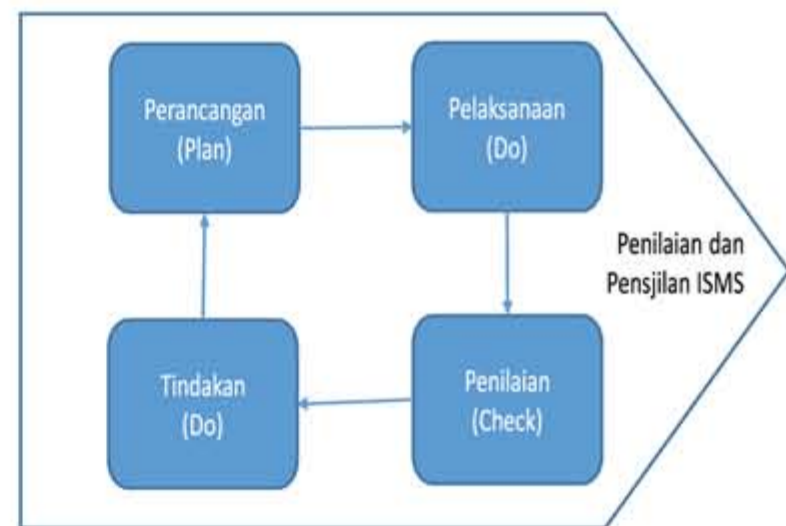 Perancangan
(Plan)
Pelaksanaan
(Do)
Penilaian dan
Pensjilan ISMS
Tindakan
(Do)
Penilaian
(Check)